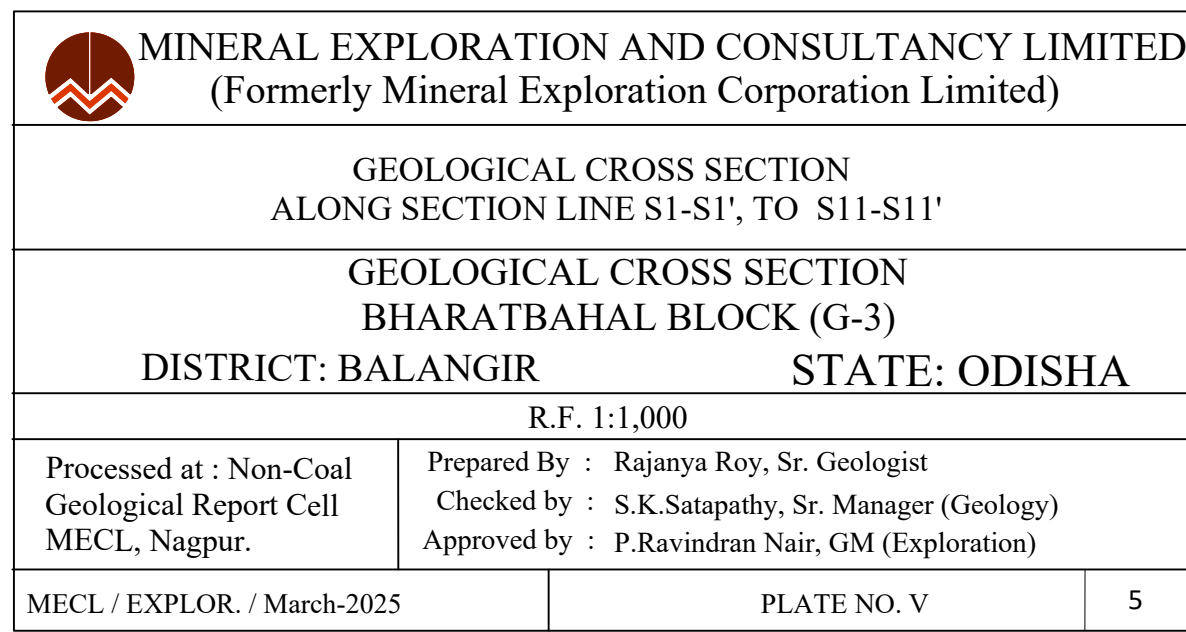 MINERAL EXPLORATION AND CONSULTANCY LIMITED
(Formerly Mineral Exploration Corporation Limited)
GEOLOGICAL CROSS SECTION
ALONG SECTION LINE S1-S1', TO S11-S11'
GEOLOGICAL CROSS SECTION
BHARATBAHAL BLOCK (G-3)
DISTRICT: BALANGIR STATE: ODISHA
R.F. 1:1,000
Processed at : Non-Coal
Geological Report Cell
MECL, Nagpur.
Prepared By : Rajanya Roy, Sr. Geologist
Checked by : S.K.Satapathy, Sr. Manager (Geology)
Approved by : P.Ravindran Nair, GM (Exploration)
MECL / EXPLOR. / March-2025 PLATE NO. V 5